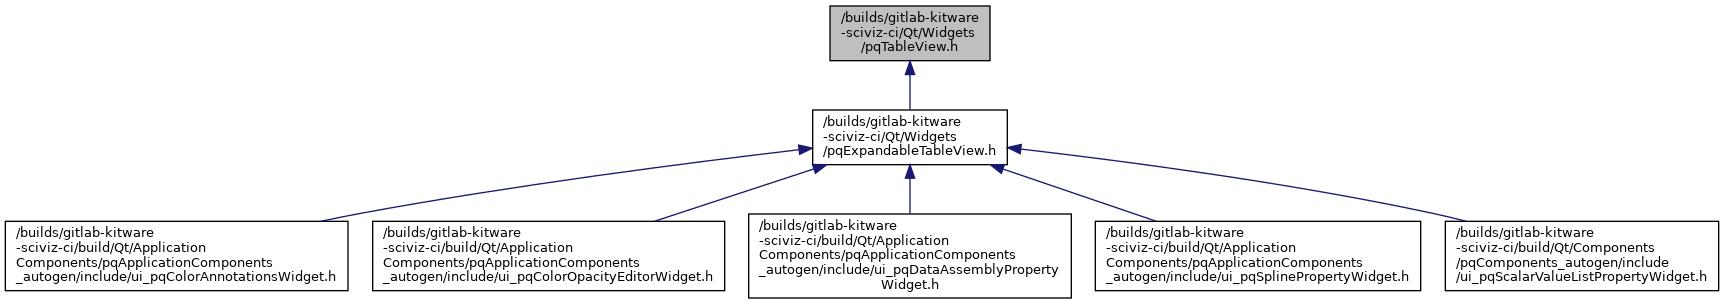 /builds/gitlab-kitware
-sciviz-ci/Qt/Widgets
/pqTableView.h
/builds/gitlab-kitware
-sciviz-ci/Qt/Widgets
/pqExpandableTableView.h
/builds/gitlab-kitware
-sciviz-ci/build/Qt/Application
Components/pqApplicationComponents
_autogen/include/ui_pqColorAnnotationsWidget.h
/builds/gitlab-kitware
-sciviz-ci/build/Qt/Application
Components/pqApplicationComponents
_autogen/include/ui_pqColorOpacityEditorWidget.h
/builds/gitlab-kitware
-sciviz-ci/build/Qt/Application
Components/pqApplicationComponents
_autogen/include/ui_pqDataAssemblyProperty
Widget.h
/builds/gitlab-kitware
-sciviz-ci/build/Qt/Application
Components/pqApplicationComponents
_autogen/include/ui_pqSplinePropertyWidget.h
/builds/gitlab-kitware
-sciviz-ci/build/Qt/Components
/pqComponents_autogen/include
/ui_pqScalarValueListPropertyWidget.h